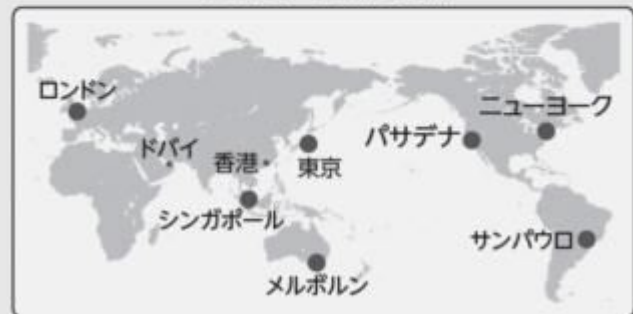 ロンドン
ニューヨーク
パサデナ
ドバイ
香港
東京
シンガポール
サンパウロ
メルボルン